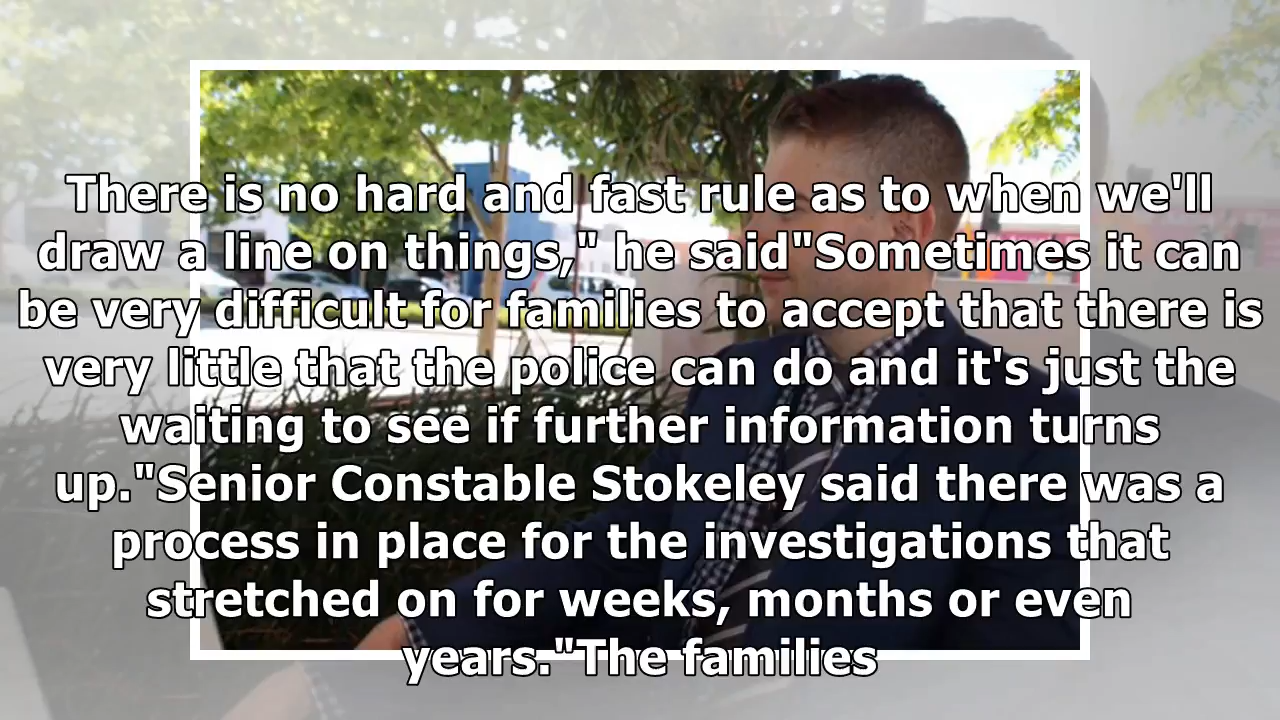 There is no hard and fast rule as to when we'll
draw a line on things," he said"Sometimes it can
be very difficult for families to accept that there is
very little that the police can do and it's just the
waiting to see if further information turns
up."Senior Constable Stokeley said there was a
process in place for the investigations that
stretched on for weeks, months or even
years."The families